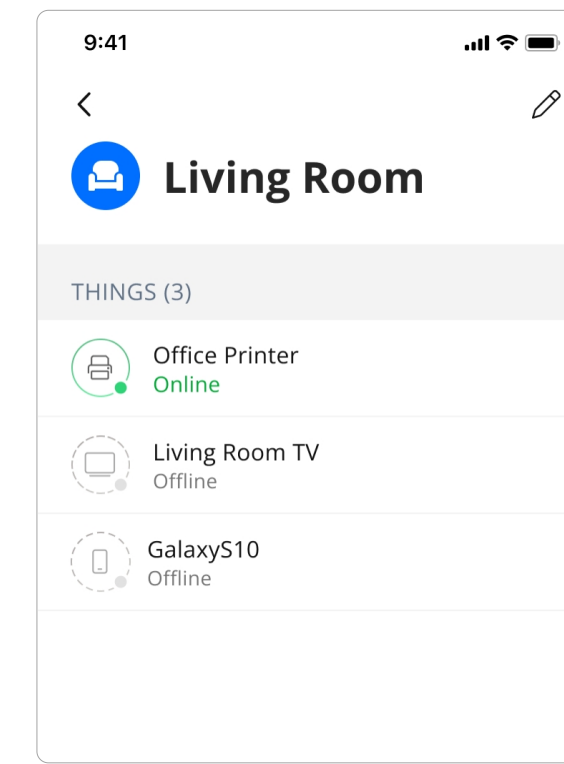 9:41
Living Room
THINGS (3)
Office Printer
Online
Living Room TV
Offline
GalaxyS10
Offline